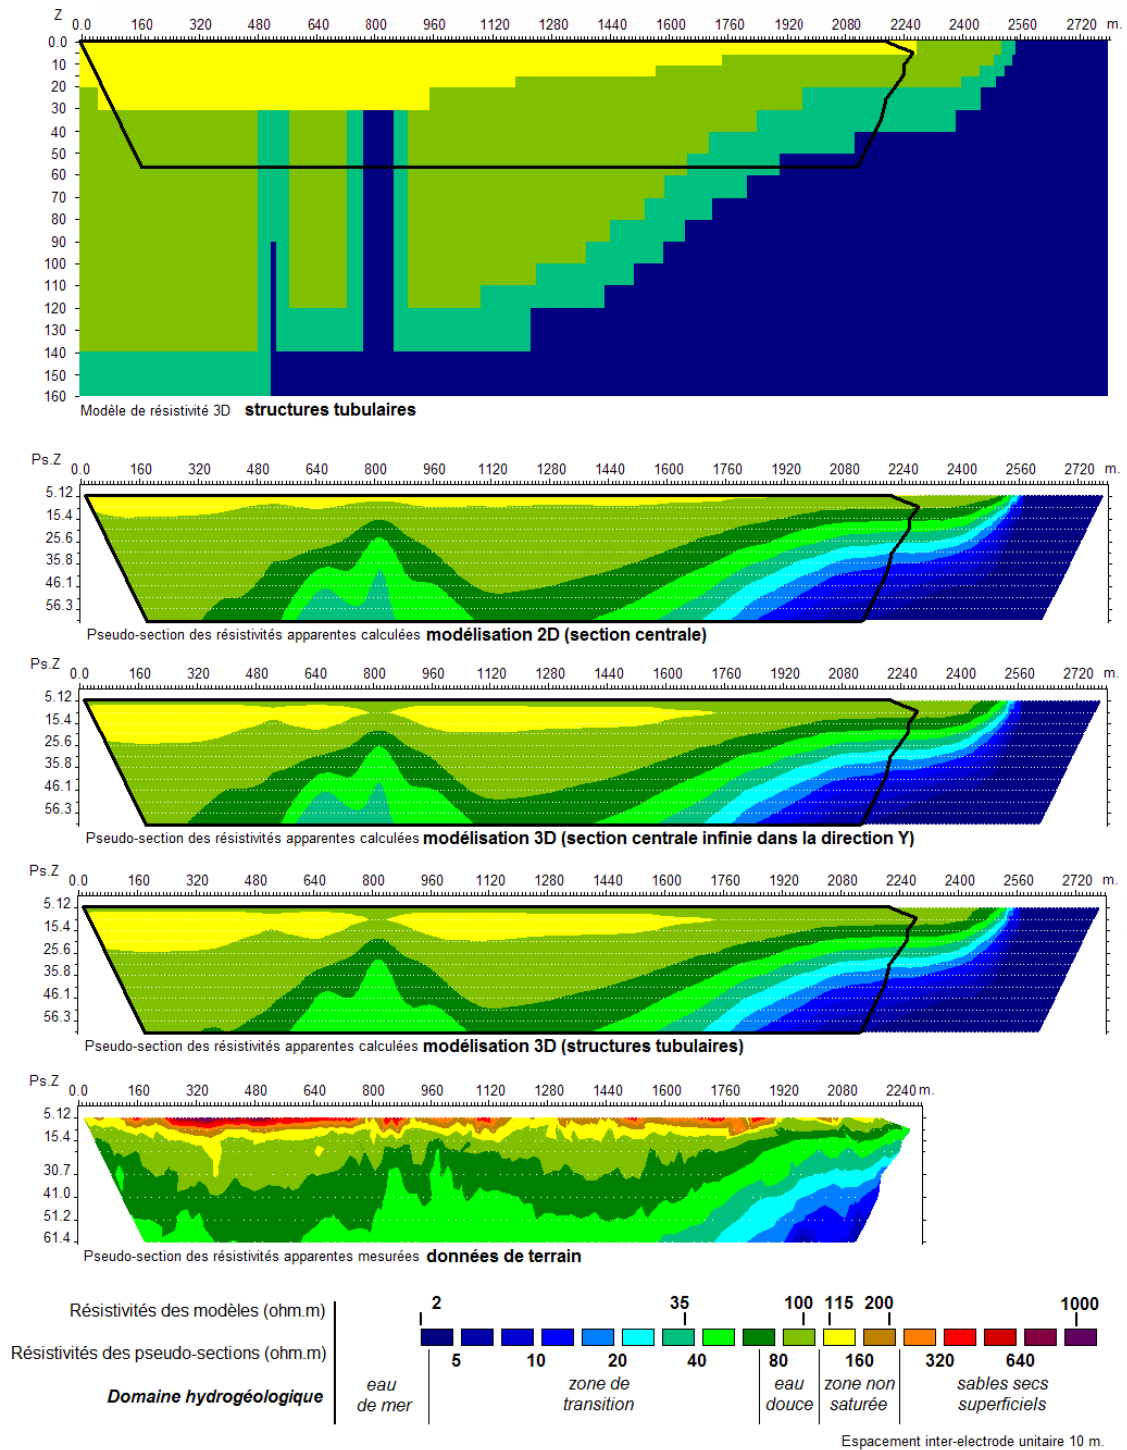 Z
0.0 160 320 480 640 800 960 1120 1280 1440 1600 1760 1920 2080 2240 2400 2560 2720 m.
0.0
10
20
30
40
50
60
70
80
90
100
110
120
130
140
150
160
Modèle de résistivité 3D structures tubulaires
Ps.Z
0.0 160 320 480 640 800 960 1120 1280 1440 1600 1760 1920 2080 2240 2400 2560 2720 m.
5.12
15.4
25.6
35.8
46.1
56.3
Pseudo-section des résistivités apparentes calculées modélisation 2D (section centrale)
Ps.Z
0.0 160 320 480 640 800 960 1120 1280 1440 1600 1760 1920 2080 2240 2400 2560 2720 m.
5.12
15.4
25.6
35.8
46.1
56.3
Pseudo-section des résistivités apparentes calculées modélisation 3D (section centrale infinie dans la direction Y)
Ps.Z
0.0 160 320 480 640 800 960 1120 1280 1440 1600 1760 1920 2080 2240 2400 2560 2720 m.
5.12
15.4
25.6
35.8
46.1
56.3
Pseudo-section des résistivités apparentes calculées modélisation 3D (structures tubulaires)
Ps.Z
0.0 160 320 480 640 800 960 1120 1280 1440 1600 1760 1920 2080 2240 m.
5.12
15.4
30.7
41.0
51.2
61.4
Pseudo-section des résistivités apparentes mesurées données de terrain
Résistivités des modèles (ohm.m) 2 35 100 115 200 1000
Résistivités des pseudo-sections (ohm.m) 5 10 20 40 80 160 320 640
Domaine hydrogéologique
eau de mer
zone de transition
eau douce
zone non saturée
sables secs superficiels
Espacement inter-electrode unitaire 10 m.